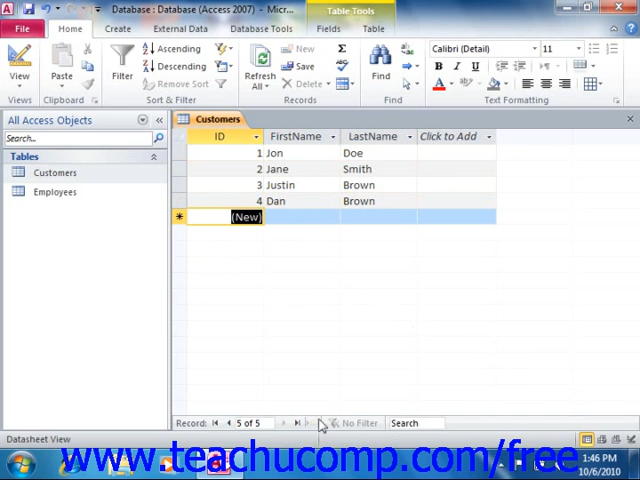 Database : Database (Access 2007) - Micr...
Table Tools
File
Home
Create
External Data
Database Tools
Fields
Table
View
Paste
Filter
Ascending
Descending
Remove Sort
Refresh
All
New
Save
Delete
Σ
Find
Calibri (Detail)
11
B I U
A
Views
Clipboard
Sort & Filter
Records
Find
Text Formatting
All Access Objects
Search...
Tables
Customers
Employees
Customers
ID FirstName LastName Click to Add
1 Jon Doe
2 Jane Smith
3 Justin Brown
4 Dan Brown
(New)
Record: 5 of 5 No Filter Search
Datasheet View
www.teachucomp.com/free
1:46 PM
10/6/2010